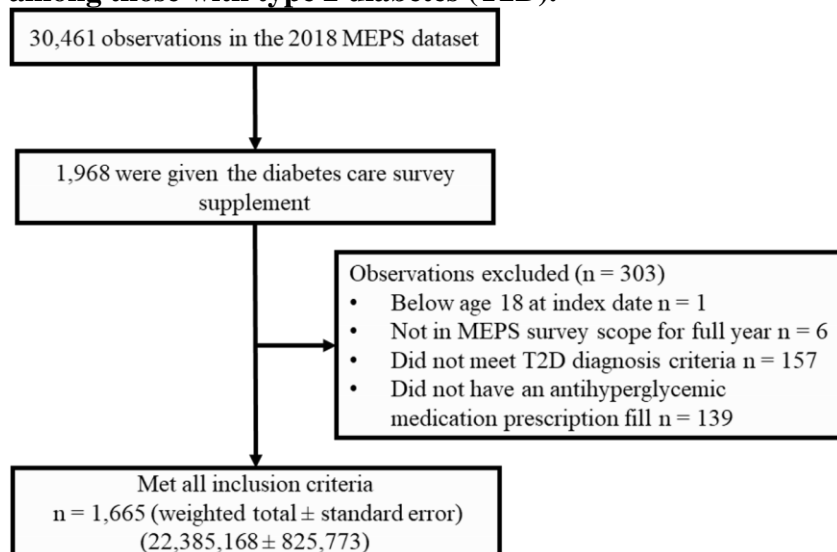 among those with type 2 diabetes (T2D).
30,461 observations in the 2018 MEPS dataset
1,968 were given the diabetes care survey
supplement
Observations excluded (n = 303)
• Below age 18 at index date n = 1
• Not in MEPS survey scope for full year n = 6
• Did not meet T2D diagnosis criteria n = 157
• Did not have an antihyperglycemic
medication prescription fill n = 139
Met all inclusion criteria
n = 1,665 (weighted total ± standard error)
(22,385,168 ± 825,773)